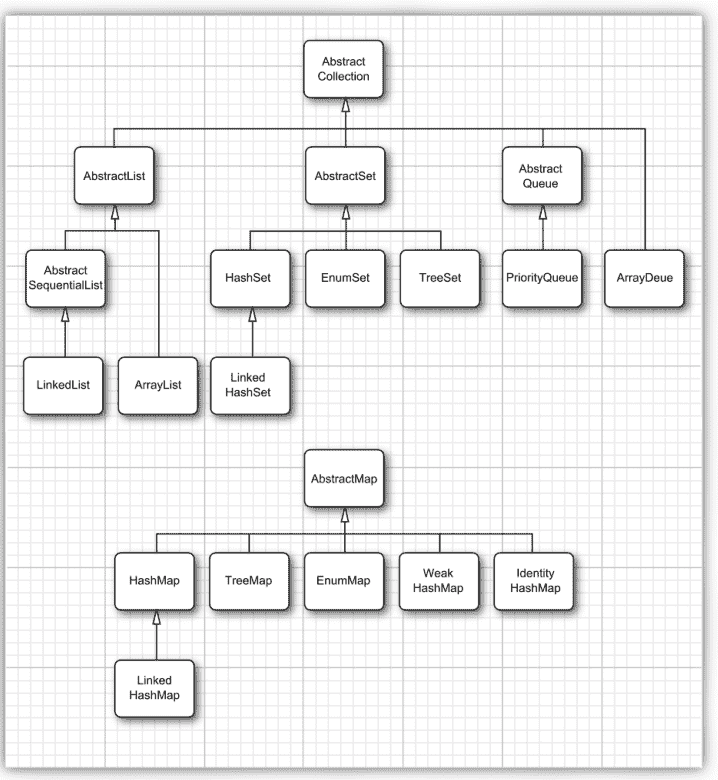 Abstract
Collection
AbstractList
AbstractSet
Abstract
Queue
Abstract
SequentialList
HashSet
EnumSet
TreeSet
PriorityQueue
ArrayDeue
LinkedList
ArrayList
Linked
HashSet
AbstractMap
HashMap
TreeMap
EnumMap
Weak
HashMap
Identity
HashMap
Linked
HashMap